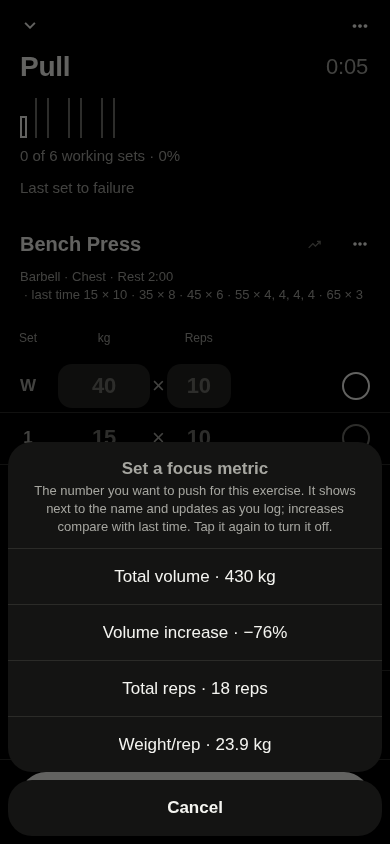 Pull
0:05
0 of 6 working sets · 0%
Last set to failure
Bench Press
Barbell · Chest · Rest 2:00
· last time 15 × 10 · 35 × 8 · 45 × 6 · 55 × 4, 4, 4, 4 · 65 × 3
Set kg Reps
W 40 × 10
1 15 × 10
Set a focus metric
The number you want to push for this exercise. It shows
next to the name and updates as you log; increases
compare with last time. Tap it again to turn it off.
Total volume · 430 kg
Volume increase · −76%
Total reps · 18 reps
Weight/rep · 23.9 kg
Cancel